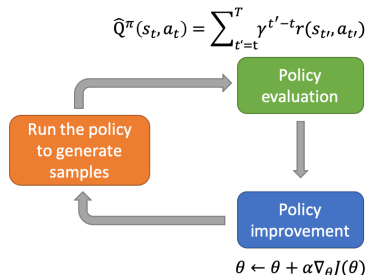 Q̂^π(s_t, a_t) = ∑_{t'=t}^{T} γ^{t'-t} r(s_{t'}, a_{t'})
Policy
evaluation
Run the policy
to generate
samples
Policy
improvement
θ ← θ + α∇_θ J(θ)